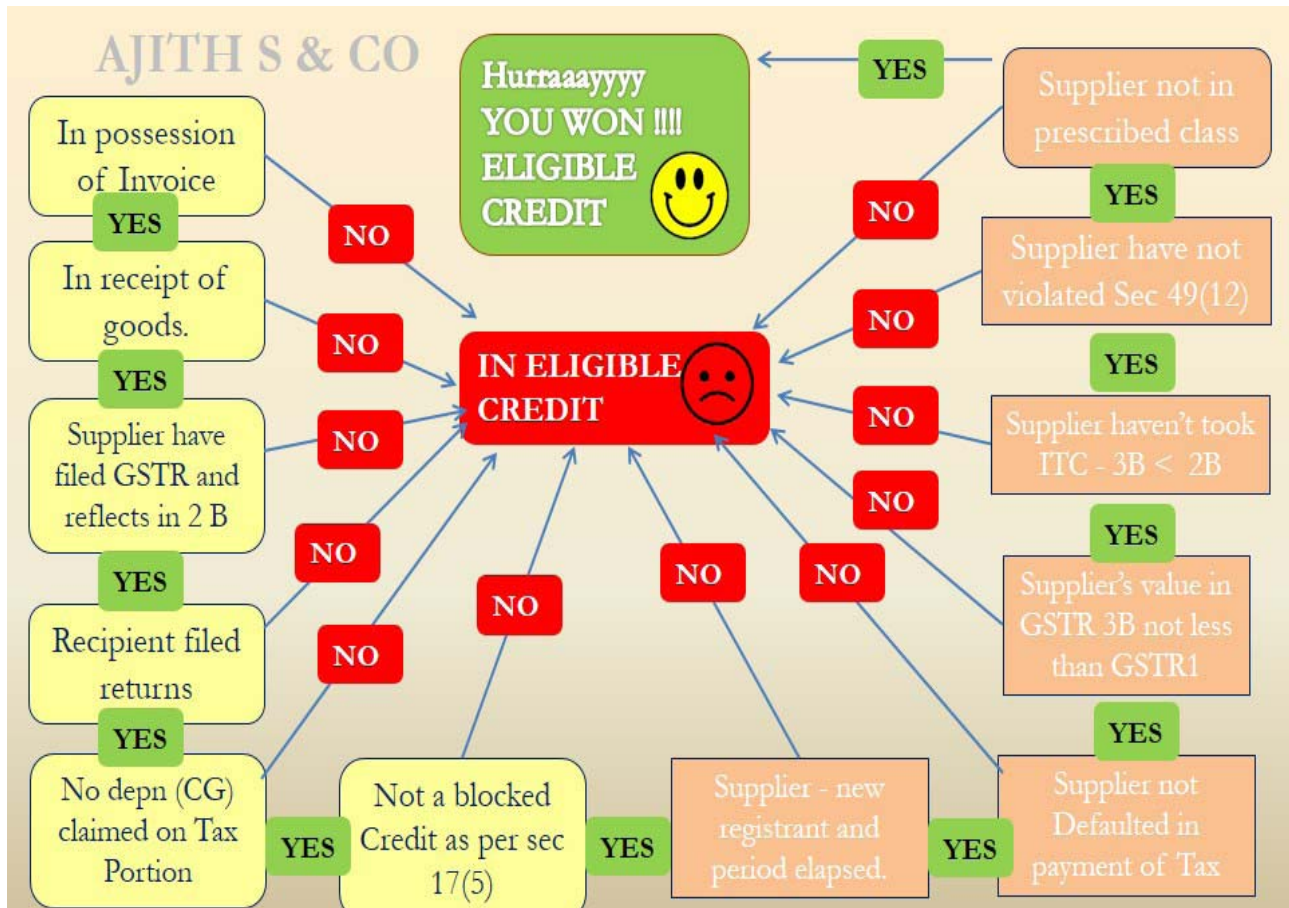 AJITH S & CO
In possession
of Invoice
YES
In receipt of
goods.
YES
Supplier have
filed GSTR and
reflects in 2 B
YES
Recipient filed
returns
YES
No depn (CG)
claimed on Tax
Portion
YES
Not a blocked
Credit as per sec
17(5)
YES
Supplier - new
registrant and
period elapsed.
YES
Supplier not
Defaulted in
payment of Tax
YES
Supplier's value in
GSTR 3B not less
than GSTR1
YES
Supplier haven't took
ITC - 3B < 2B
YES
Supplier have not
violated Sec 49(12)
YES
Supplier not in
prescribed class
YES
Hurraaayyyy
YOU WON !!!!
ELIGIBLE
CREDIT
NO
NO
NO
NO
NO
NO
NO
NO
NO
NO
NO
NO
IN ELIGIBLE
CREDIT